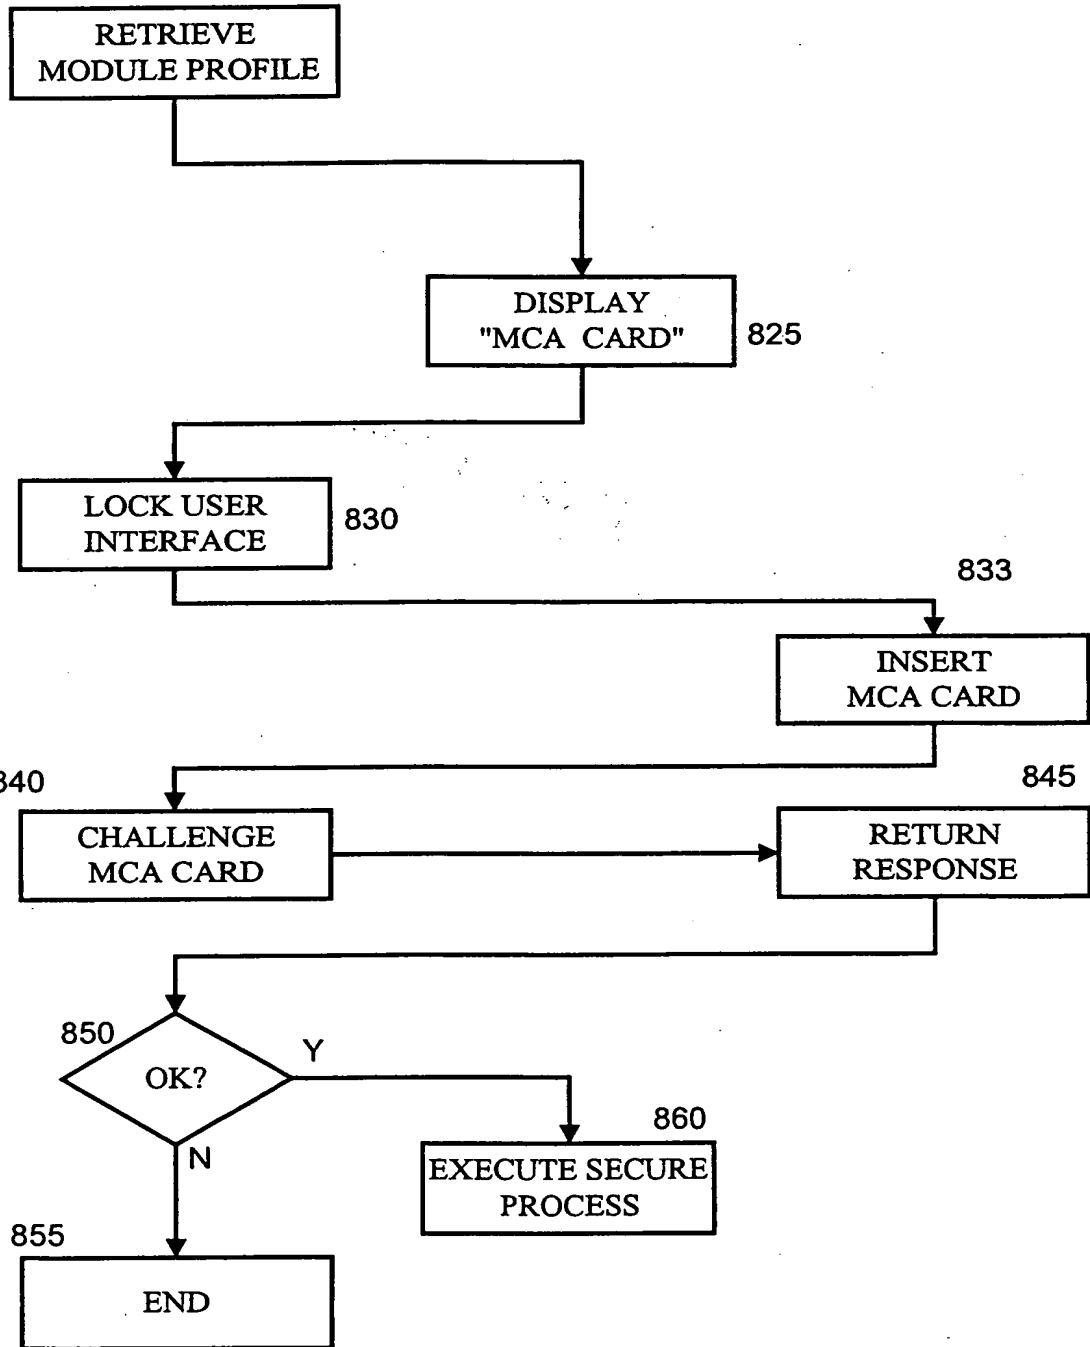 RETRIEVE
MODULE PROFILE
DISPLAY
"MCA CARD"
825
LOCK USER
INTERFACE
830
833
INSERT
MCA CARD
840
CHALLENGE
MCA CARD
845
RETURN
RESPONSE
850
OK?
Y
N
860
EXECUTE SECURE
PROCESS
855
END